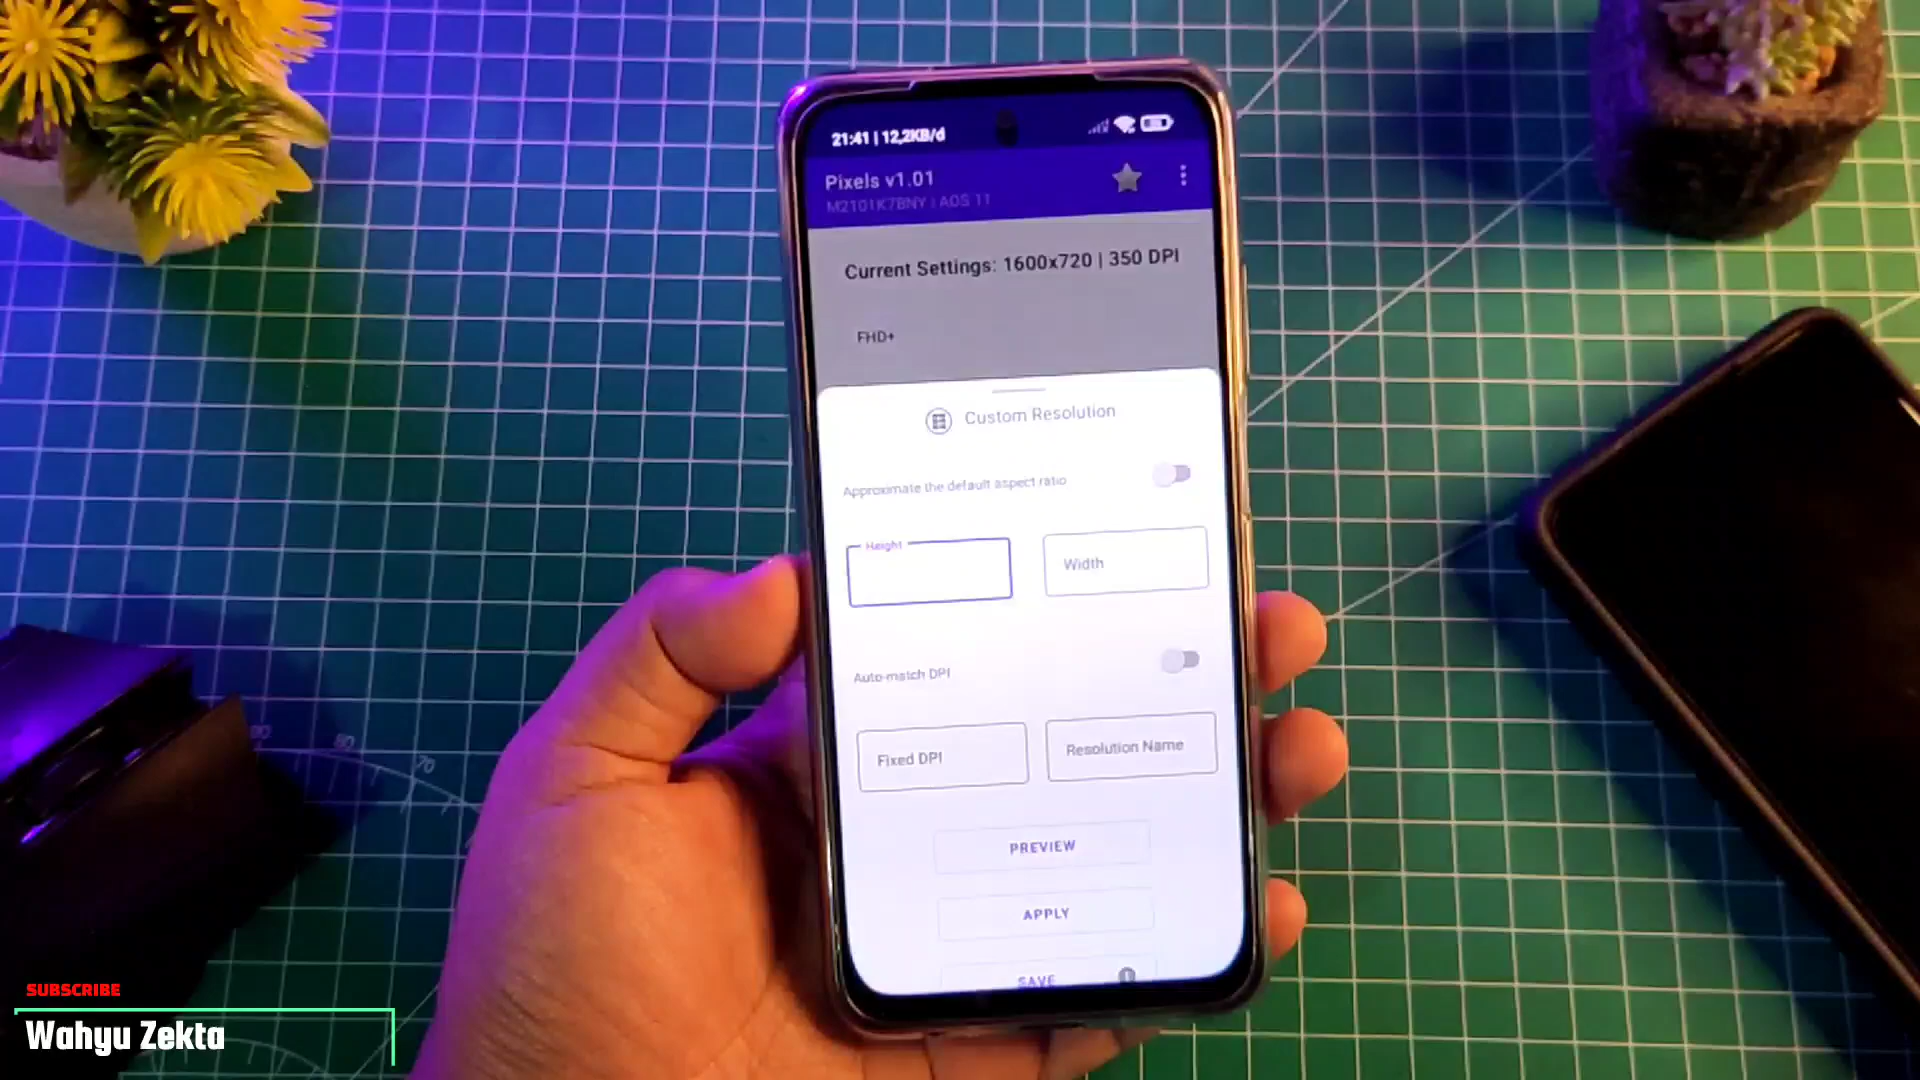 21:41 | 12,2KB/d
Pixels v1.01
M2101K7BNY | AOS 11
Current Settings: 1600x720 | 350 DPI
FHD+
Custom Resolution
Approximate the default aspect ratio
Height
Width
Auto-match DPI
Fixed DPI
Resolution Name
PREVIEW
APPLY
SAVE
80
70
SUBSCRIBE
Wahyu Zekta